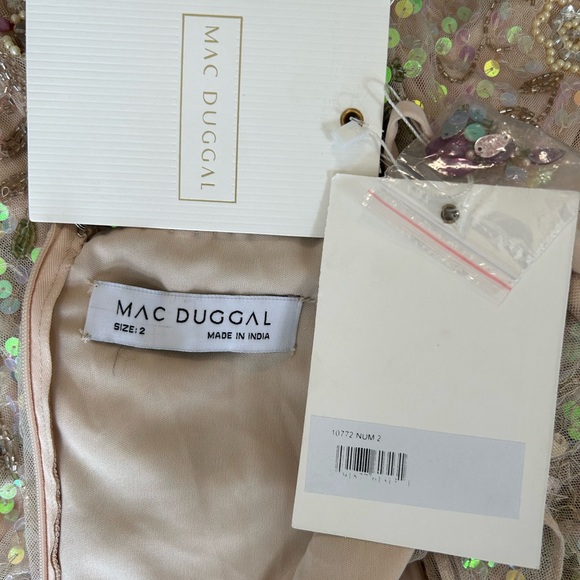 MAC DUGGAL
MAC DUGGAL
SIZE: 2 MADE IN INDIA
10772 NUM 2